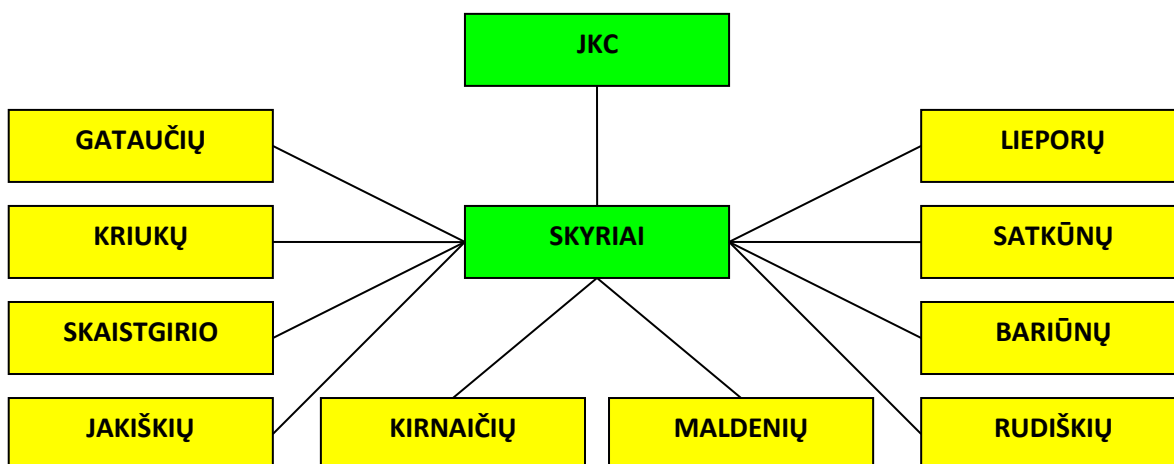 JKC
GATAUČIŲ
LIEPORŲ
KRIUKŲ
SKYRIAI
SATKŪNŲ
SKAISTGIRIO
BARIŪNŲ
JAKIŠKIŲ
KIRNAIČIŲ
MALDENIŲ
RUDIŠKIŲ